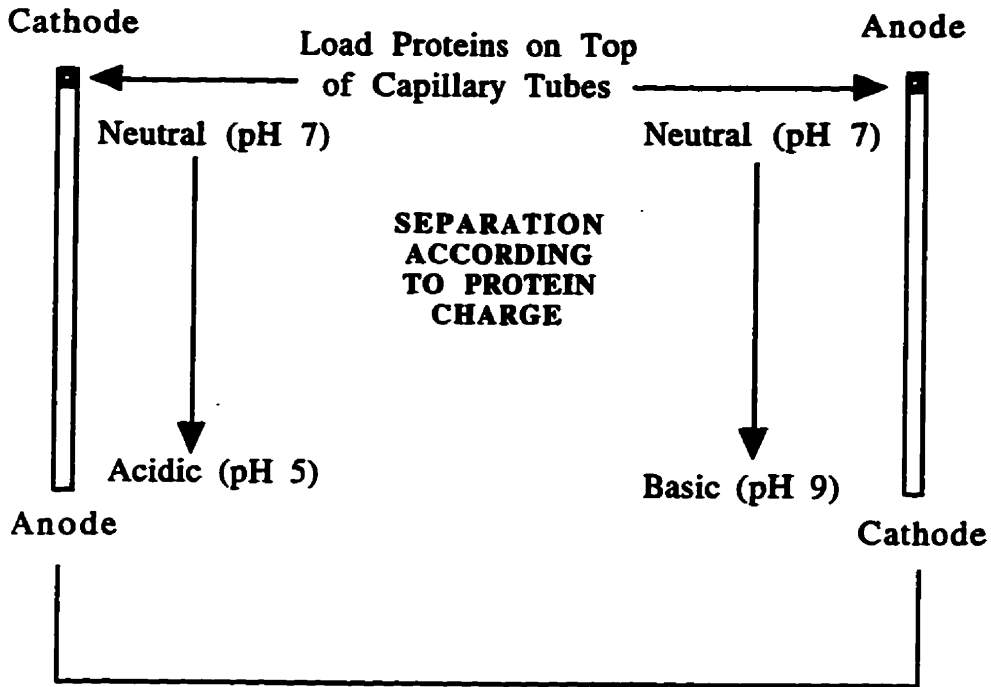 Cathode
Anode
Load Proteins on Top
of Capillary Tubes
Neutral (pH 7)
Neutral (pH 7)
SEPARATION
ACCORDING
TO PROTEIN
CHARGE
Acidic (pH 5)
Basic (pH 9)
Anode
Cathode